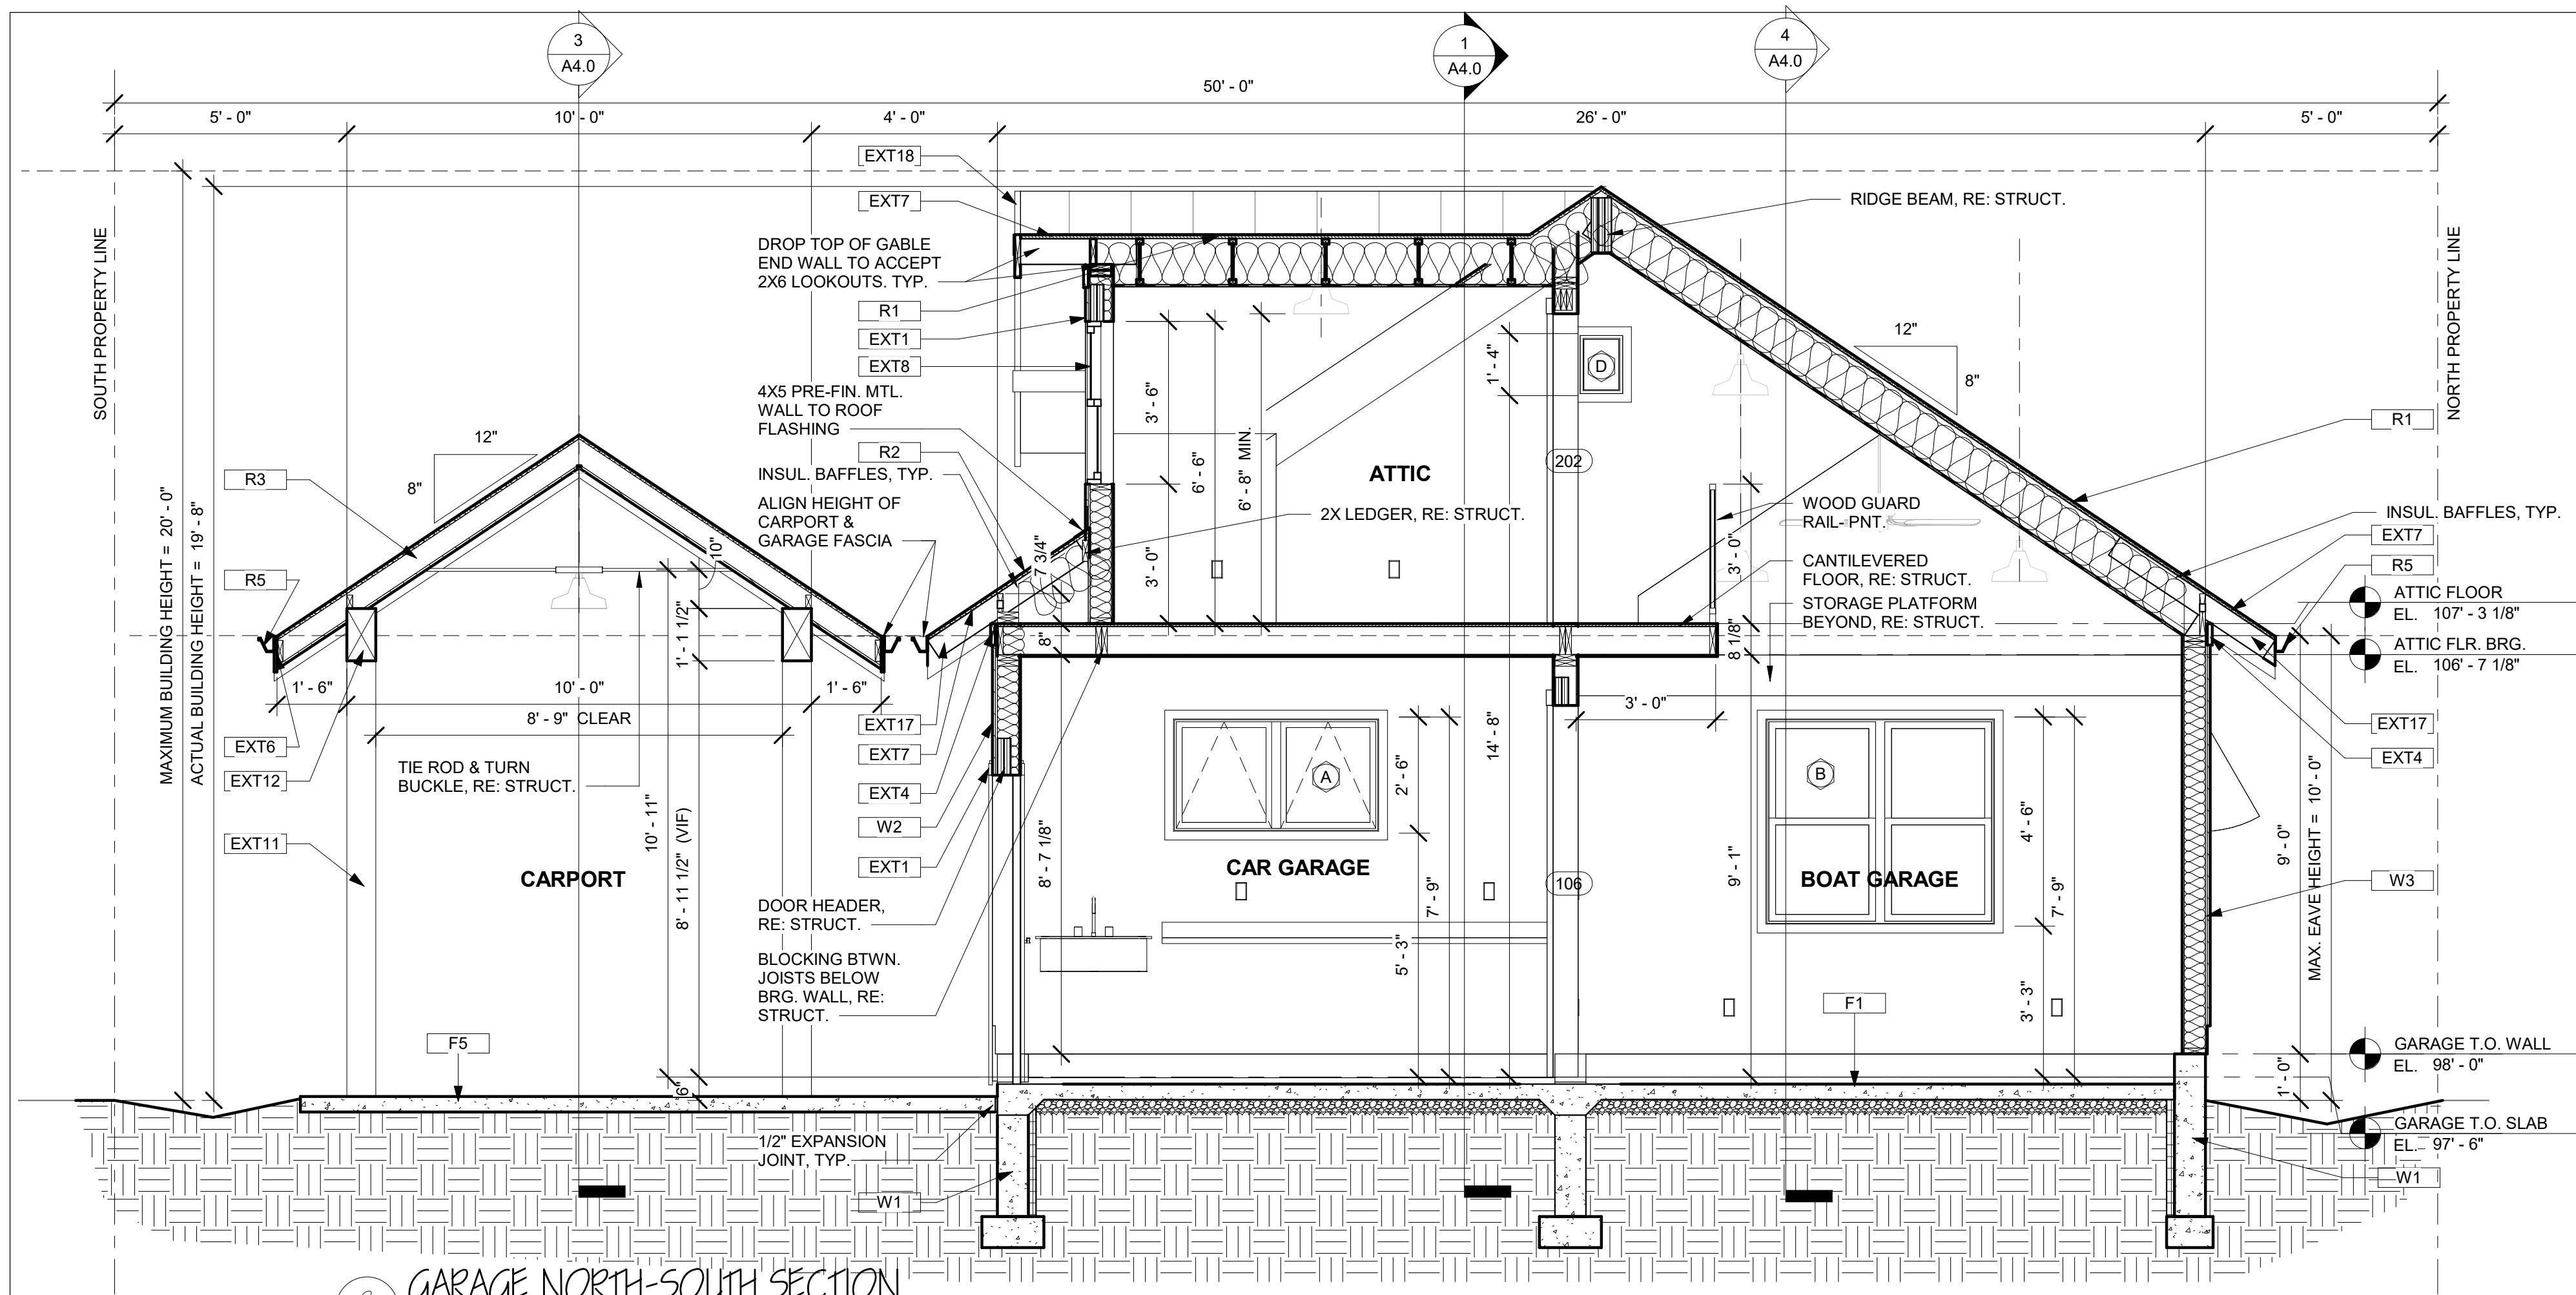 3
A4.0
1
A4.0
4
A4.0
50' - 0"
5' - 0"
10' - 0"
4' - 0"
26' - 0"
5' - 0"
SOUTH PROPERTY LINE
NORTH PROPERTY LINE
MAXIMUM BUILDING HEIGHT = 20' - 0"
ACTUAL BUILDING HEIGHT = 19' - 8"
EXT18
EXT7
DROP TOP OF GABLE
END WALL TO ACCEPT
2X6 LOOKOUTS. TYP.
R1
EXT1
EXT8
4X5 PRE-FIN. MTL.
WALL TO ROOF
FLASHING
R2
INSUL. BAFFLES, TYP.
ALIGN HEIGHT OF
CARPORT &
GARAGE FASCIA
RIDGE BEAM, RE: STRUCT.
12"
8"
12"
8"
R3
R5
EXT6
EXT12
EXT11
1' - 6"
10' - 0"
1' - 6"
8' - 9" CLEAR
TIE ROD & TURN
BUCKLE, RE: STRUCT.
10"
1' - 1 1/2"
10' - 11"
8' - 11 1/2" (VIF)
6"
CARPORT
F5
EXT17
EXT7
EXT4
W2
EXT1
DOOR HEADER,
RE: STRUCT.
BLOCKING BTWN.
JOISTS BELOW
BRG. WALL, RE:
STRUCT.
1/2" EXPANSION
JOINT, TYP.
W1
7 3/4"
8"
3' - 6"
3' - 0"
6' - 6"
6' - 8" MIN.
1' - 4"
ATTIC
2X LEDGER, RE: STRUCT.
D
202
WOOD GUARD
RAIL- PNT.
3' - 0"
CANTILEVERED
FLOOR, RE: STRUCT.
STORAGE PLATFORM
BEYOND, RE: STRUCT.
8 1/8"
3' - 0"
8' - 7 1/8"
A
CAR GARAGE
2' - 6"
5' - 3"
7' - 9"
14' - 8"
106
9' - 1"
B
BOAT GARAGE
F1
4' - 6"
3' - 3"
7' - 9"
R1
INSUL. BAFFLES, TYP.
EXT7
R5
ATTIC FLOOR
EL. 107' - 3 1/8"
ATTIC FLR. BRG.
EL. 106' - 7 1/8"
EXT17
EXT4
9' - 0"
MAX. EAVE HEIGHT = 10' - 0"
W3
GARAGE T.O. WALL
EL. 98' - 0"
1' - 0"
GARAGE T.O. SLAB
EL. 97' - 6"
W1
GARAGE NORTH-SOUTH SECTION